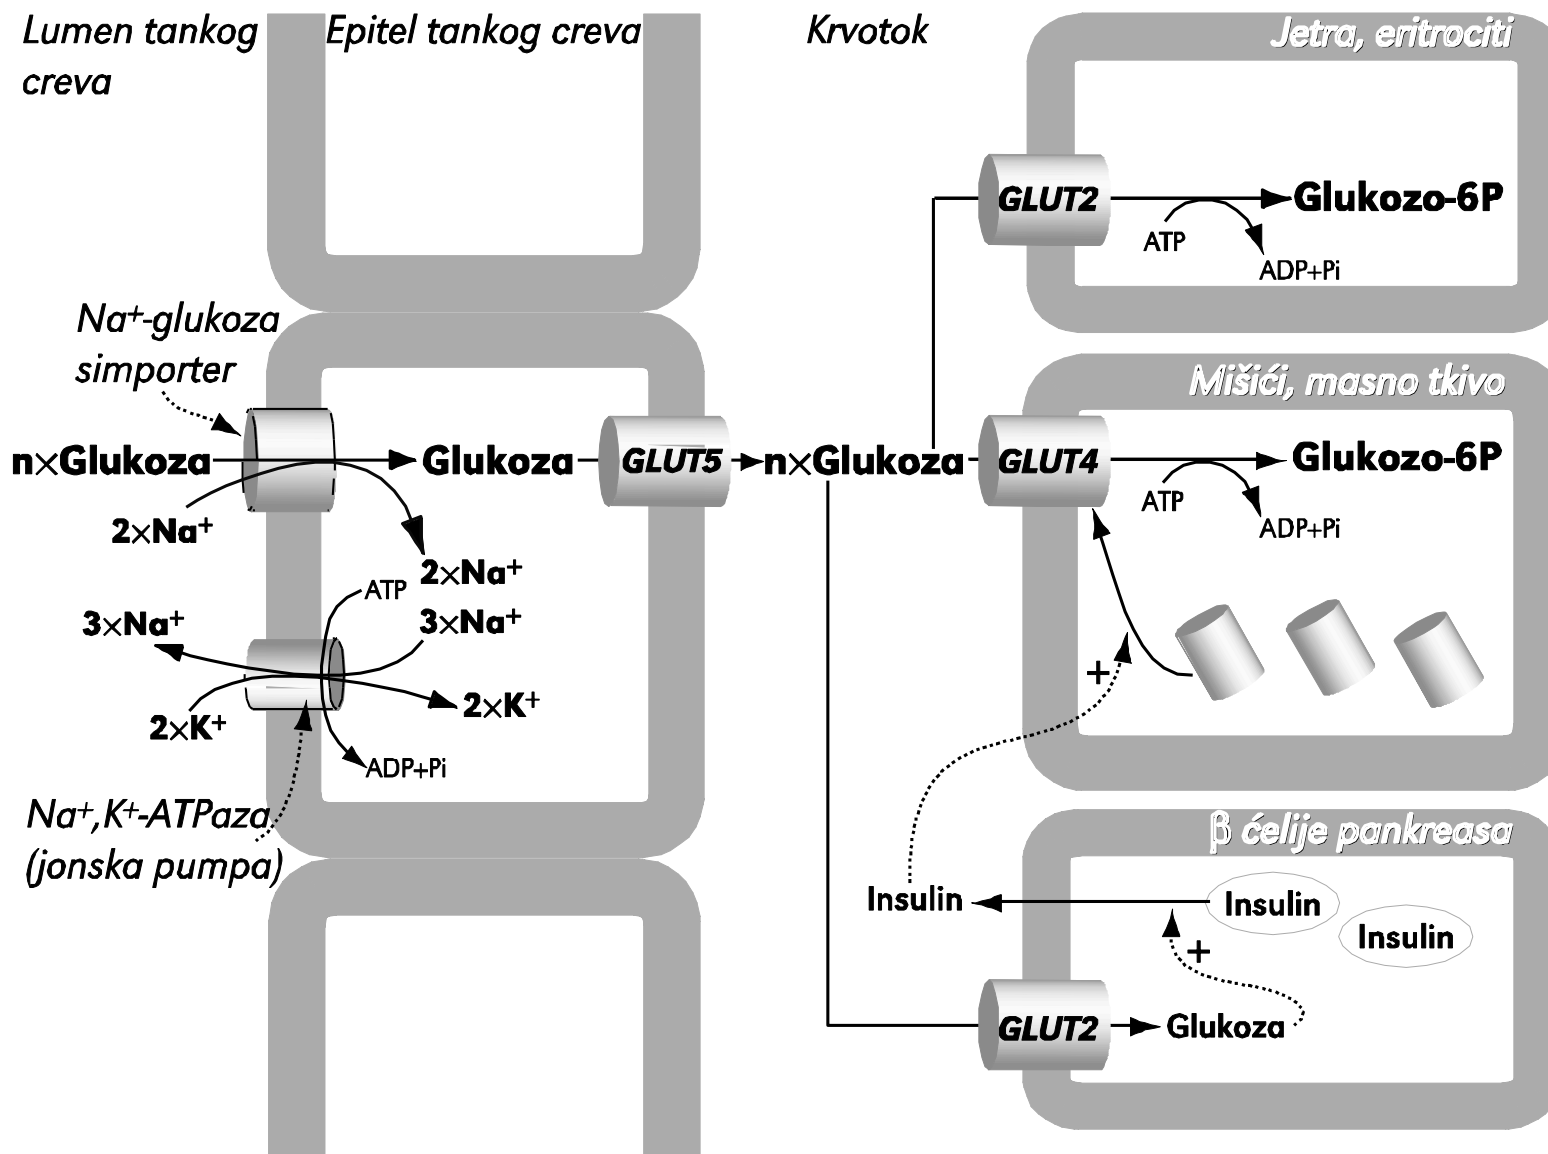 Lumen tankog
creva
Epitel tankog creva
Krvotok
Jetra, eritrociti
GLUT2
Glukozo-6P
ATP
ADP+Pi
Na⁺-glukoza
simporter
Mišići, masno tkivo
n×Glukoza
Glukoza
GLUT5
n×Glukoza
GLUT4
Glukozo-6P
ATP
ADP+Pi
2×Na⁺
2×Na⁺
ATP
3×Na⁺
3×Na⁺
2×K⁺
2×K⁺
ADP+Pi
+
Na⁺,K⁺-ATPaza
(jonska pumpa)
β ćelije pankreasa
Insulin
Insulin
Insulin
+
GLUT2
Glukoza